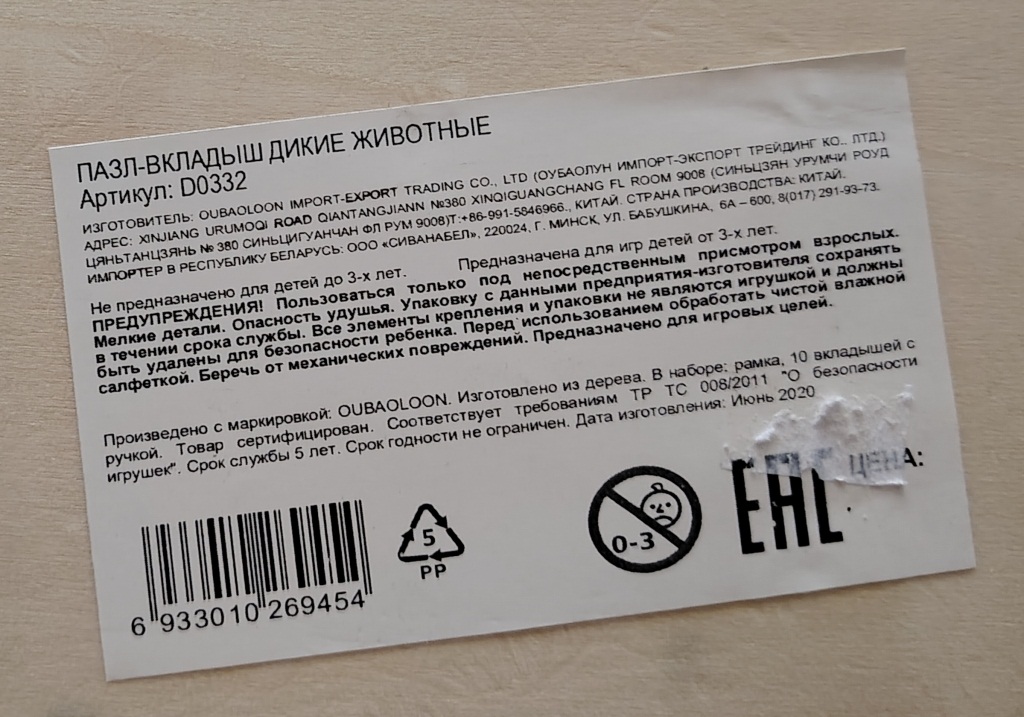 ПАЗЛ-ВКЛАДЫШ ДИКИЕ ЖИВОТНЫЕ
Артикул: D0332
ИЗГОТОВИТЕЛЬ: OUBAOLOON IMPORT-EXPORT TRADING CO., LTD (ОУБАОЛУН ИМПОРТ-ЭКСПОРТ ТРЕЙДИНГ КО.. ЛТД.)
АДРЕС: XINJIANG URUMOQI ROAD QIANTANGJIANN №380 XINQIGUANGCHANG FL ROOM 9008 (СИНЬЦЗЯН УРУМЧИ РОУД
ЦЯНЬТАНЦЗЯНЬ № 380 СИНЬЦИГУАНЧАН ФЛ РУМ 9008)Т:+86-991-5846966., КИТАЙ. СТРАНА ПРОИЗВОДСТВА: КИТАЙ.
ИМПОРТЕР В РЕСПУБЛИКУ БЕЛАРУСЬ: ООО «СИВАНАБЕЛ», 220024, Г. МИНСК, УЛ. БАБУШКИНА, 6А – 600, 8(017) 291-93-73.
Не предназначено для детей до 3-х лет. Предназначена для игр детей от 3-х лет.
ПРЕДУПРЕЖДЕНИЯ! Пользоваться только под непосредственным присмотром взрослых.
Мелкие детали. Опасность удушья. Упаковку с данными предприятия-изготовителя сохранять
в течении срока службы. Все элементы крепления и упаковки не являются игрушкой и должны
быть удалены для безопасности ребенка. Перед использованием обработать чистой влажной
салфеткой. Беречь от механических повреждений. Предназначено для игровых целей.
Произведено с маркировкой: OUBAOLOON. Изготовлено из дерева. В наборе: рамка, 10 вкладышей с
ручкой. Товар сертифицирован. Соответствует требованиям ТР ТС 008/2011 "О безопасности
игрушек". Срок службы 5 лет. Срок годности не ограничен. Дата изготовления: Июнь 2020
ЦЕНА:
EAC
5
PP
0-3
6 933010 269454